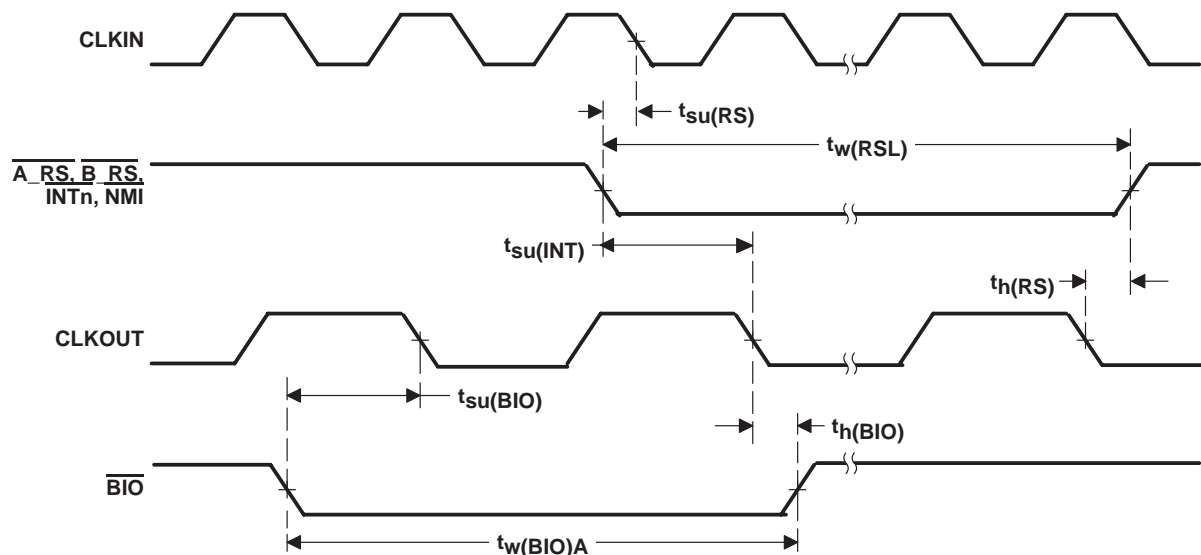 CLKIN
tsu(RS)
tw(RSL)
A_RS, B_RS,
INTn, NMI
tsu(INT)
th(RS)
CLKOUT
tsu(BIO)
th(BIO)
BIO
tw(BIO)A